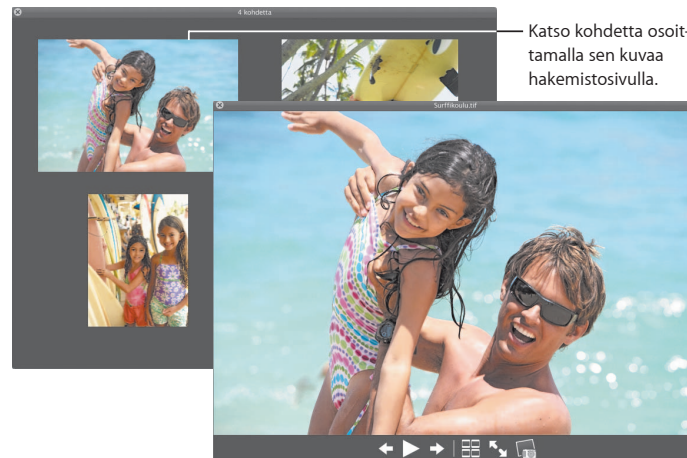 4 kohdetta
Katso kohdetta osoit-
tamalla sen kuvaa
hakemistosivulla.
Surffikoulu.tif